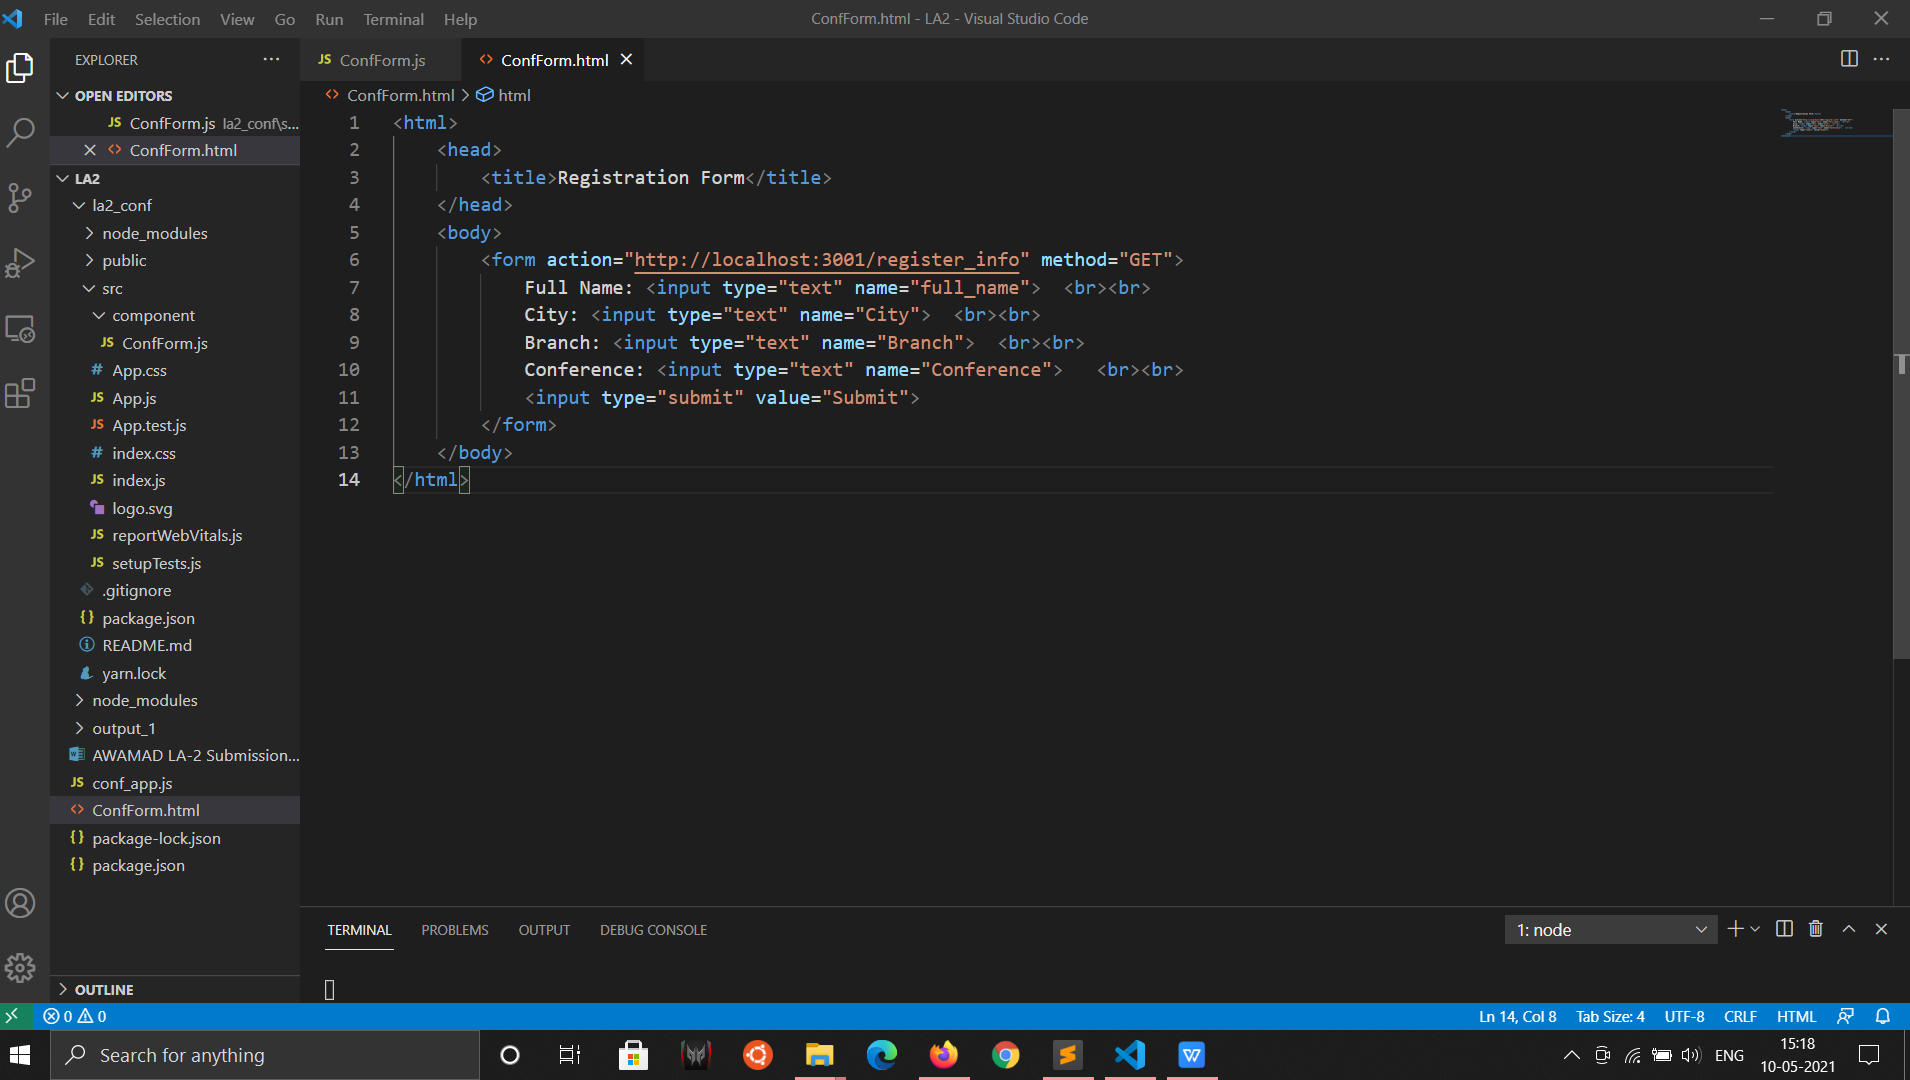 File Edit Selection View Go Run Terminal Help
ConfForm.html - LA2 - Visual Studio Code
EXPLORER
OPEN EDITORS
JS ConfForm.js la2_conf\s...
ConfForm.html
LA2
la2_conf
node_modules
public
src
component
JS ConfForm.js
# App.css
JS App.js
JS App.test.js
# index.css
JS index.js
logo.svg
JS reportWebVitals.js
JS setupTests.js
.gitignore
{} package.json
README.md
yarn.lock
node_modules
output_1
AWAMAD LA-2 Submission...
JS conf_app.js
<> ConfForm.html
{} package-lock.json
{} package.json
OUTLINE
JS ConfForm.js
<> ConfForm.html
<> ConfForm.html > html
1 <html>
2 <head>
3 <title>Registration Form</title>
4 </head>
5 <body>
6 <form action="http://localhost:3001/register_info" method="GET">
7 Full Name: <input type="text" name="full_name"> <br><br>
8 City: <input type="text" name="City"> <br><br>
9 Branch: <input type="text" name="Branch"> <br><br>
10 Conference: <input type="text" name="Conference"> <br><br>
11 <input type="submit" value="Submit">
12 </form>
13 </body>
14 </html>
TERMINAL PROBLEMS OUTPUT DEBUG CONSOLE
1: node
0 0
Ln 14, Col 8 Tab Size: 4 UTF-8 CRLF HTML
Search for anything
W
ENG
15:18
10-05-2021